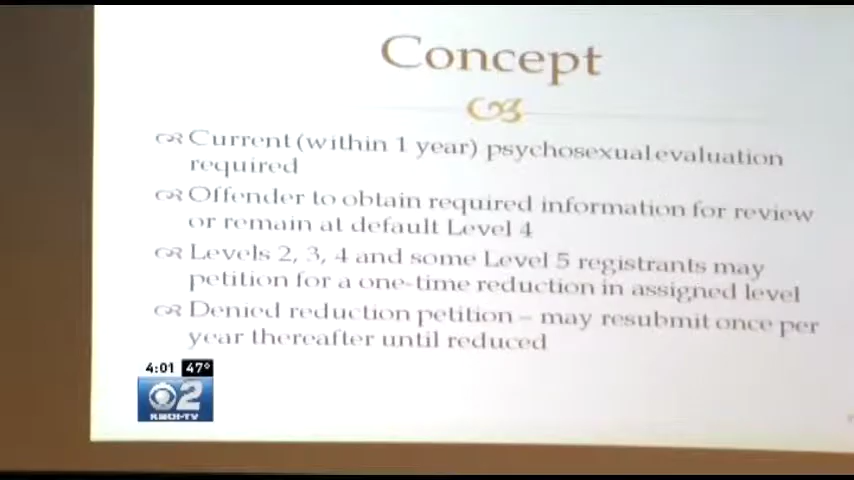 Concept
Current (within 1 year) psychosexual evaluation
required
Offender to obtain required information for review
or remain at default Level 4
Levels 2, 3, 4 and some Level 5 registrants may
petition for a one-time reduction in assigned level
Denied reduction petition – may resubmit once per
year thereafter until reduced
4:01 47°
2
KBOI-TV